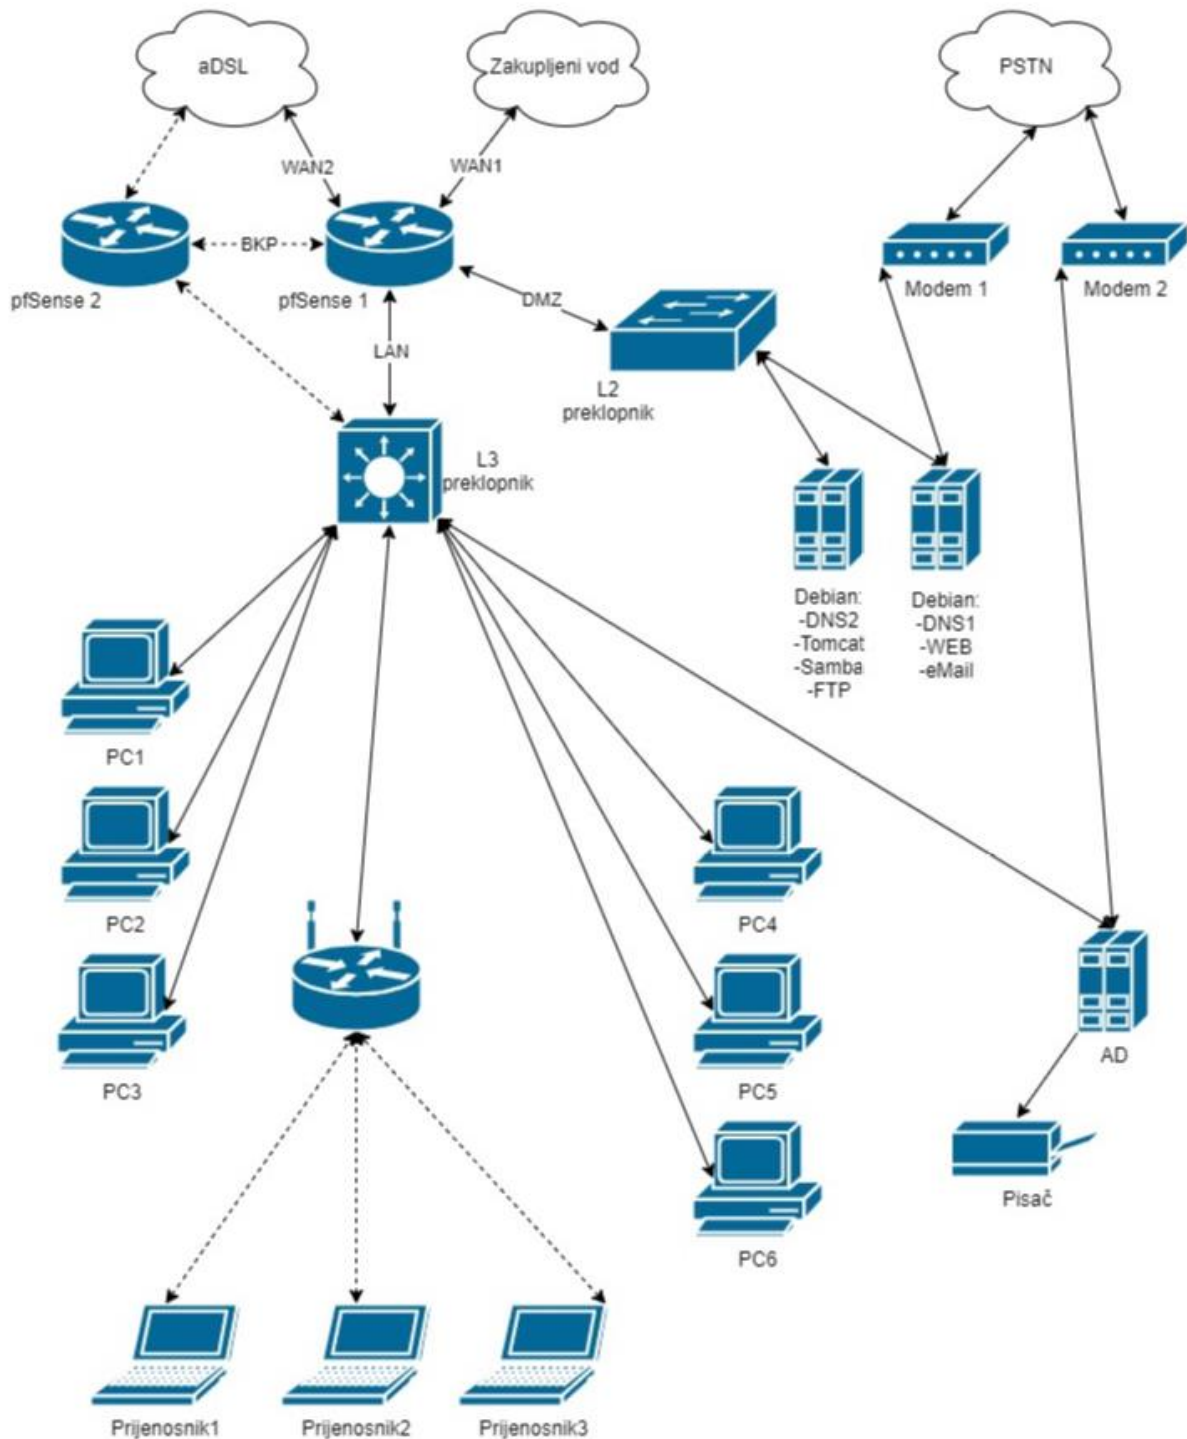 aDSL
Zakupljeni vod
PSTN
WAN2
WAN1
BKP
pfSense 2
pfSense 1
DMZ
Modem 1
Modem 2
LAN
L2
preklopnik
L3
preklopnik
Debian:
-DNS2
-Tomcat
-Samba
-FTP
Debian:
-DNS1
-WEB
-eMail
PC1
PC2
PC4
PC3
PC5
AD
Pisač
PC6
Prijenosnik1
Prijenosnik2
Prijenosnik3